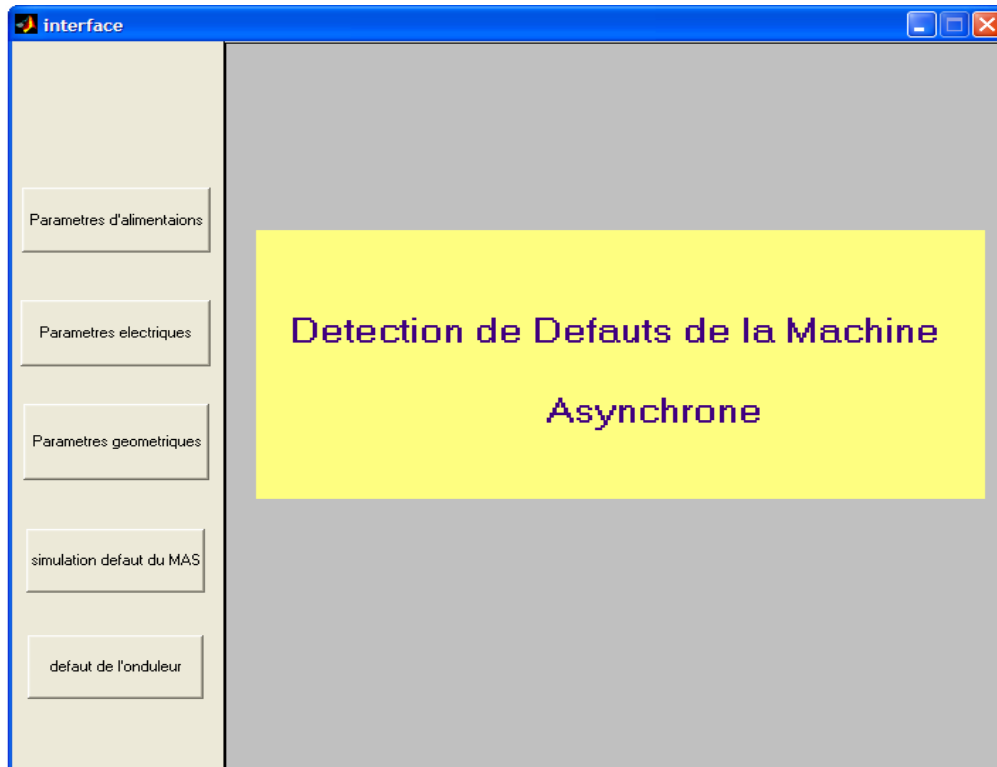 interface
Parametres d'alimentaions
Parametres electriques
Parametres geometriques
simulation defaut du MAS
defaut de l'onduleur
Detection de Defauts de la Machine
Asynchrone